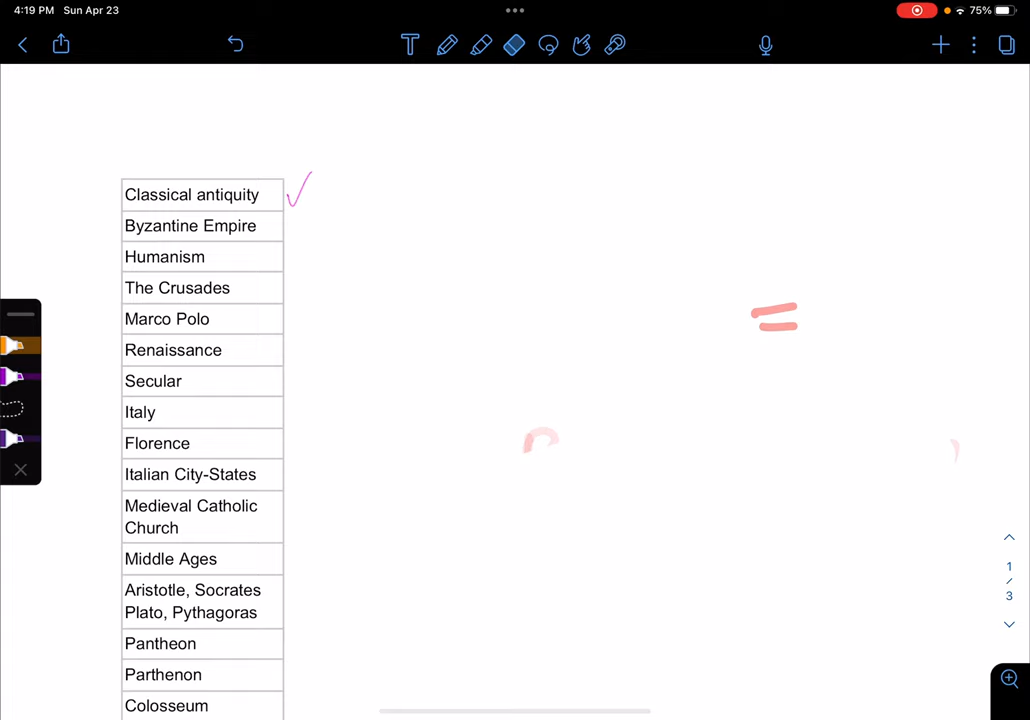 4:19 PM Sun Apr 23
75%
Classical antiquity
Byzantine Empire
Humanism
The Crusades
Marco Polo
Renaissance
Secular
Italy
Florence
Italian City-States
Medieval Catholic
Church
Middle Ages
Aristotle, Socrates
Plato, Pythagoras
Pantheon
Parthenon
Colosseum
1
/
3